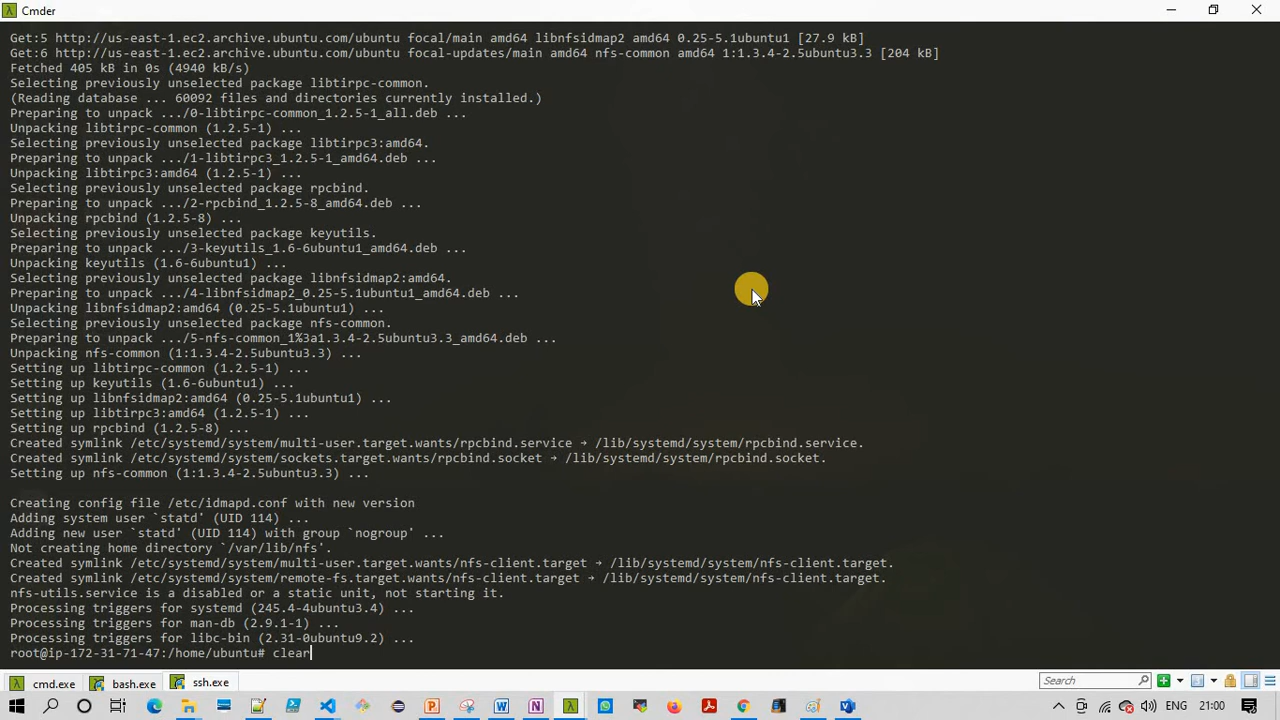 Cmder
Get:5 http://us-east-1.ec2.archive.ubuntu.com/ubuntu focal/main amd64 libnfsidmap2 amd64 0.25-5.1ubuntu1 [27.9 kB]
Get:6 http://us-east-1.ec2.archive.ubuntu.com/ubuntu focal-updates/main amd64 nfs-common amd64 1:1.3.4-2.5ubuntu3.3 [204 kB]
Fetched 405 kB in 0s (4940 kB/s)
Selecting previously unselected package libtirpc-common.
(Reading database ... 60092 files and directories currently installed.)
Preparing to unpack .../0-libtirpc-common_1.2.5-1_all.deb ...
Unpacking libtirpc-common (1.2.5-1) ...
Selecting previously unselected package libtirpc3:amd64.
Preparing to unpack .../1-libtirpc3_1.2.5-1_amd64.deb ...
Unpacking libtirpc3:amd64 (1.2.5-1) ...
Selecting previously unselected package rpcbind.
Preparing to unpack .../2-rpcbind_1.2.5-8_amd64.deb ...
Unpacking rpcbind (1.2.5-8) ...
Selecting previously unselected package keyutils.
Preparing to unpack .../3-keyutils_1.6-6ubuntu1_amd64.deb ...
Unpacking keyutils (1.6-6ubuntu1) ...
Selecting previously unselected package libnfsidmap2:amd64.
Preparing to unpack .../4-libnfsidmap2_0.25-5.1ubuntu1_amd64.deb ...
Unpacking libnfsidmap2:amd64 (0.25-5.1ubuntu1) ...
Selecting previously unselected package nfs-common.
Preparing to unpack .../5-nfs-common_1%3a1.3.4-2.5ubuntu3.3_amd64.deb ...
Unpacking nfs-common (1:1.3.4-2.5ubuntu3.3) ...
Setting up libtirpc-common (1.2.5-1) ...
Setting up keyutils (1.6-6ubuntu1) ...
Setting up libnfsidmap2:amd64 (0.25-5.1ubuntu1) ...
Setting up libtirpc3:amd64 (1.2.5-1) ...
Setting up rpcbind (1.2.5-8) ...
Created symlink /etc/systemd/system/multi-user.target.wants/rpcbind.service → /lib/systemd/system/rpcbind.service.
Created symlink /etc/systemd/system/sockets.target.wants/rpcbind.socket → /lib/systemd/system/rpcbind.socket.
Setting up nfs-common (1:1.3.4-2.5ubuntu3.3) ...
Creating config file /etc/idmapd.conf with new version
Adding system user `statd' (UID 114) ...
Adding new user `statd' (UID 114) with group `nogroup' ...
Not creating home directory `/var/lib/nfs'.
Created symlink /etc/systemd/system/multi-user.target.wants/nfs-client.target → /lib/systemd/system/nfs-client.target.
Created symlink /etc/systemd/system/remote-fs.target.wants/nfs-client.target → /lib/systemd/system/nfs-client.target.
nfs-utils.service is a disabled or a static unit, not starting it.
Processing triggers for systemd (245.4-4ubuntu3.4) ...
Processing triggers for man-db (2.9.1-1) ...
Processing triggers for libc-bin (2.31-0ubuntu9.2) ...
root@ip-172-31-71-47:/home/ubuntu# clear
cmd.exe bash.exe ssh.exe Search
ENG 21:00